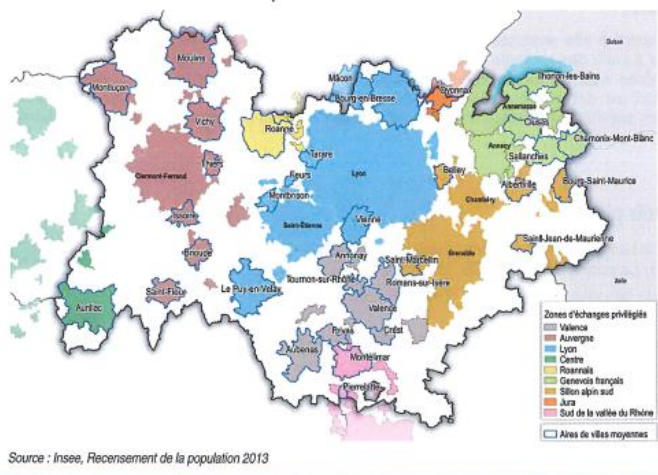 Suisse
Moulins
Montluçon
Mâcon
Oyonnax
Thonon-les-Bains
Bourg-en-Bresse
Annemasse
Vichy
Cluses
Roanne
Chamonix-Mont-Blanc
Annecy
Tarare
Sallanches
Thiers
Clermont-Ferrand
Feurs
Lyon
Belley
Albertville
Bourg-Saint-Maurice
Montbrison
Chambéry
Issoire
Saint-Étienne
Vienne
Saint-Jean-de-Maurienne
Brioude
Annonay
Saint-Marcellin
Grenoble
Tournon-sur-Rhône
Romans-sur-Isère
Italie
Saint-Flour
Le Puy-en-Velay
Aurillac
Valence
Privas
Crest
Aubenas
Montélimar
Pierrelatte
Zones d'échanges privilégiés
Valence
Auvergne
Lyon
Centre
Roannais
Genevois français
Sillon alpin sud
Jura
Sud de la vallée du Rhône
Aires de villes moyennes
Source : Insee, Recensement de la population 2013